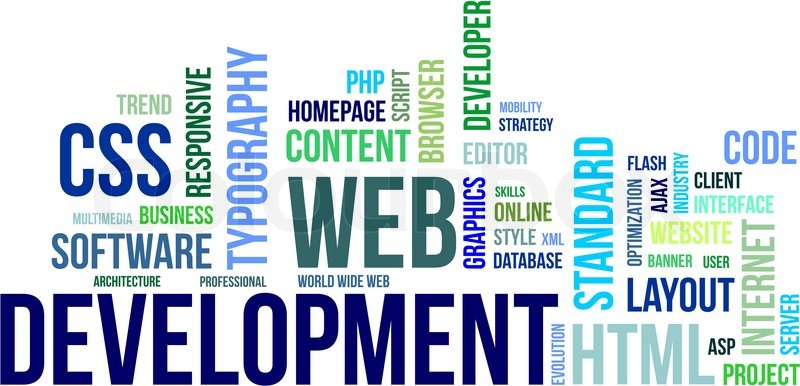 TREND
CSS
RESPONSIVE
TYPOGRAPHY
MULTIMEDIA
BUSINESS
SOFTWARE
ARCHITECTURE
PROFESSIONAL
PHP
SCRIPT
HOMEPAGE
BROWSER
CONTENT
WEB
WORLD WIDE WEB
DEVELOPER
MOBILITY
STRATEGY
EDITOR
GRAPHICS
SKILLS
ONLINE
STYLE
XML
DATABASE
STANDARD
FLASH
OPTIMIZATION
AJAX
INDUSTRY
CODE
CLIENT
INTERFACE
WEBSITE
BANNER
USER
INTERNET
LAYOUT
DEVELOPMENT
EVOLUTION
HTML
ASP
SERVER
PROJECT